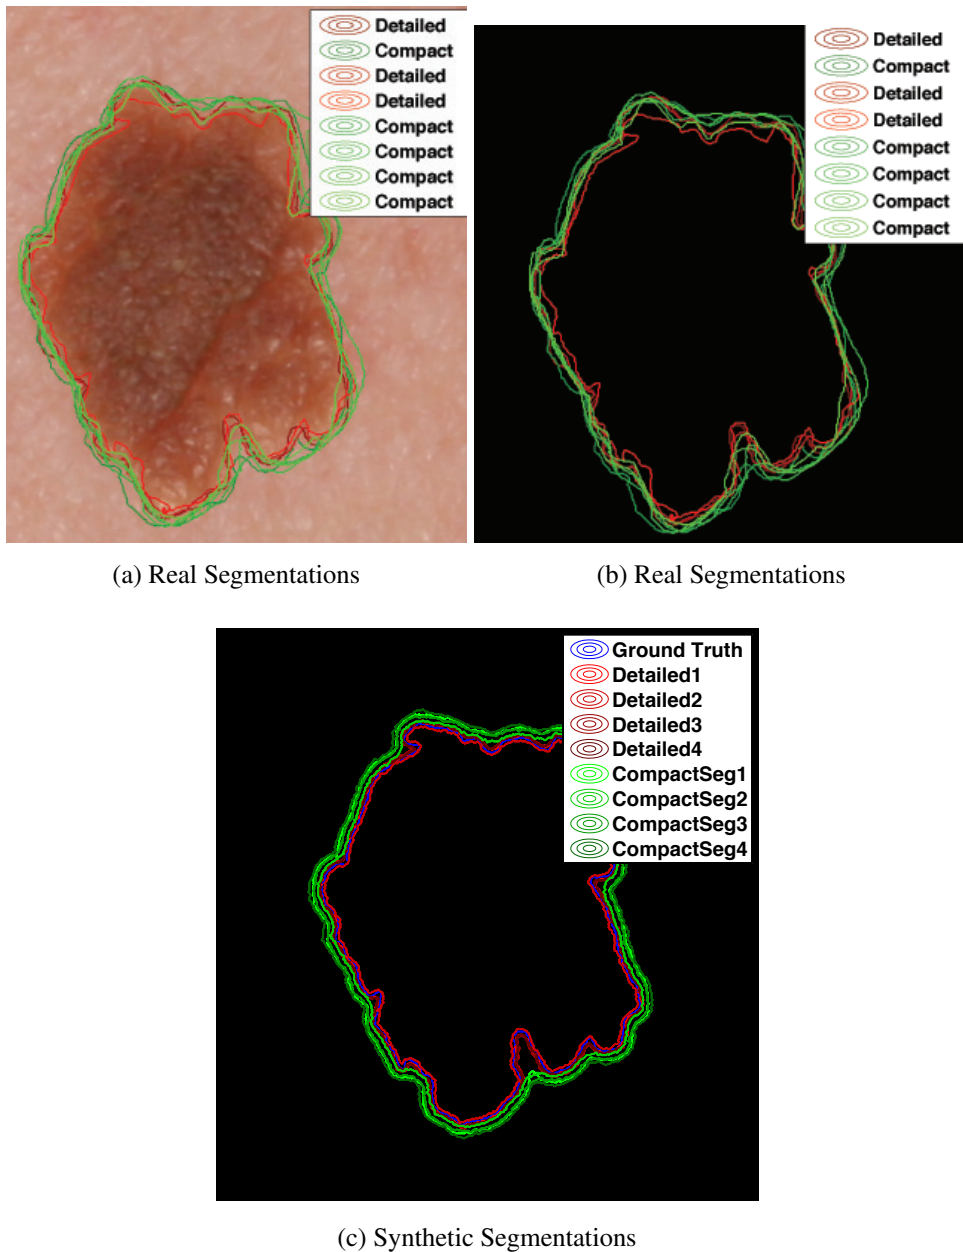 Detailed
Compact
Detailed
Detailed
Compact
Compact
Compact
Compact
Detailed
Compact
Detailed
Detailed
Compact
Compact
Compact
Compact
(a) Real Segmentations
(b) Real Segmentations
Ground Truth
Detailed1
Detailed2
Detailed3
Detailed4
CompactSeg1
CompactSeg2
CompactSeg3
CompactSeg4
(c) Synthetic Segmentations